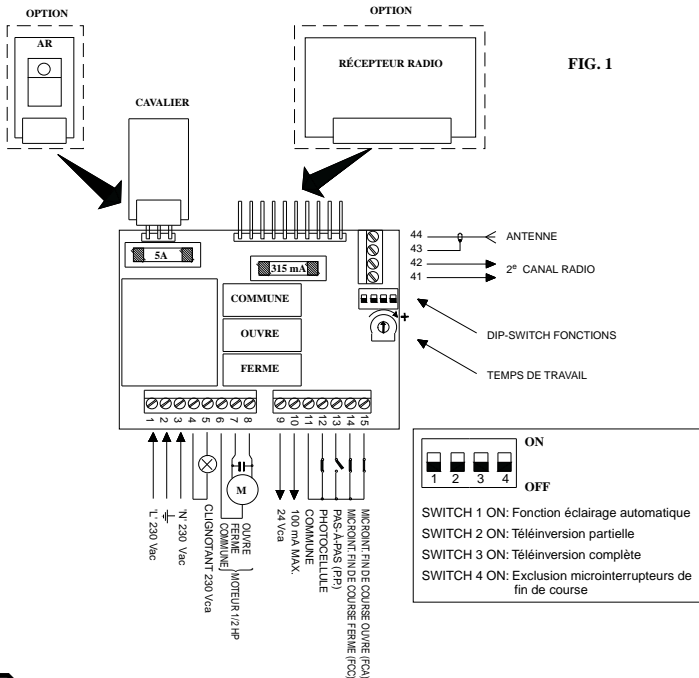 OPTION
AR
OPTION
RÉCEPTEUR RADIO
FIG. 1
CAVALIER
5A
315 mA
COMMUNE
OUVRE
FERME
44
43
42
41
ANTENNE
2e CANAL RADIO
+
DIP-SWITCH FONCTIONS
TEMPS DE TRAVAIL
1 2 3 4 5 6 7 8
9 10 11 12 13 14 15
'L' 230 Vac
'N' 230 Vac
CLIGNOTANT 230 Vca
M
COMMUNE
FERME
OUVRE
MOTEUR 1/2 HP
24 Vca
100 mA MAX.
COMMUNE
PHOTOCELLULE
PAS-À-PAS (P.P.)
MICROINT. FIN DE COURSE FERME (FCC)
MICROINT. FIN DE COURSE OUVRE (FCA)
ON
1 2 3 4
OFF
SWITCH 1 ON: Fonction éclairage automatique
SWITCH 2 ON: Téléinversion partielle
SWITCH 3 ON: Téléinversion complète
SWITCH 4 ON: Exclusion microinterrupteurs de
fin de course